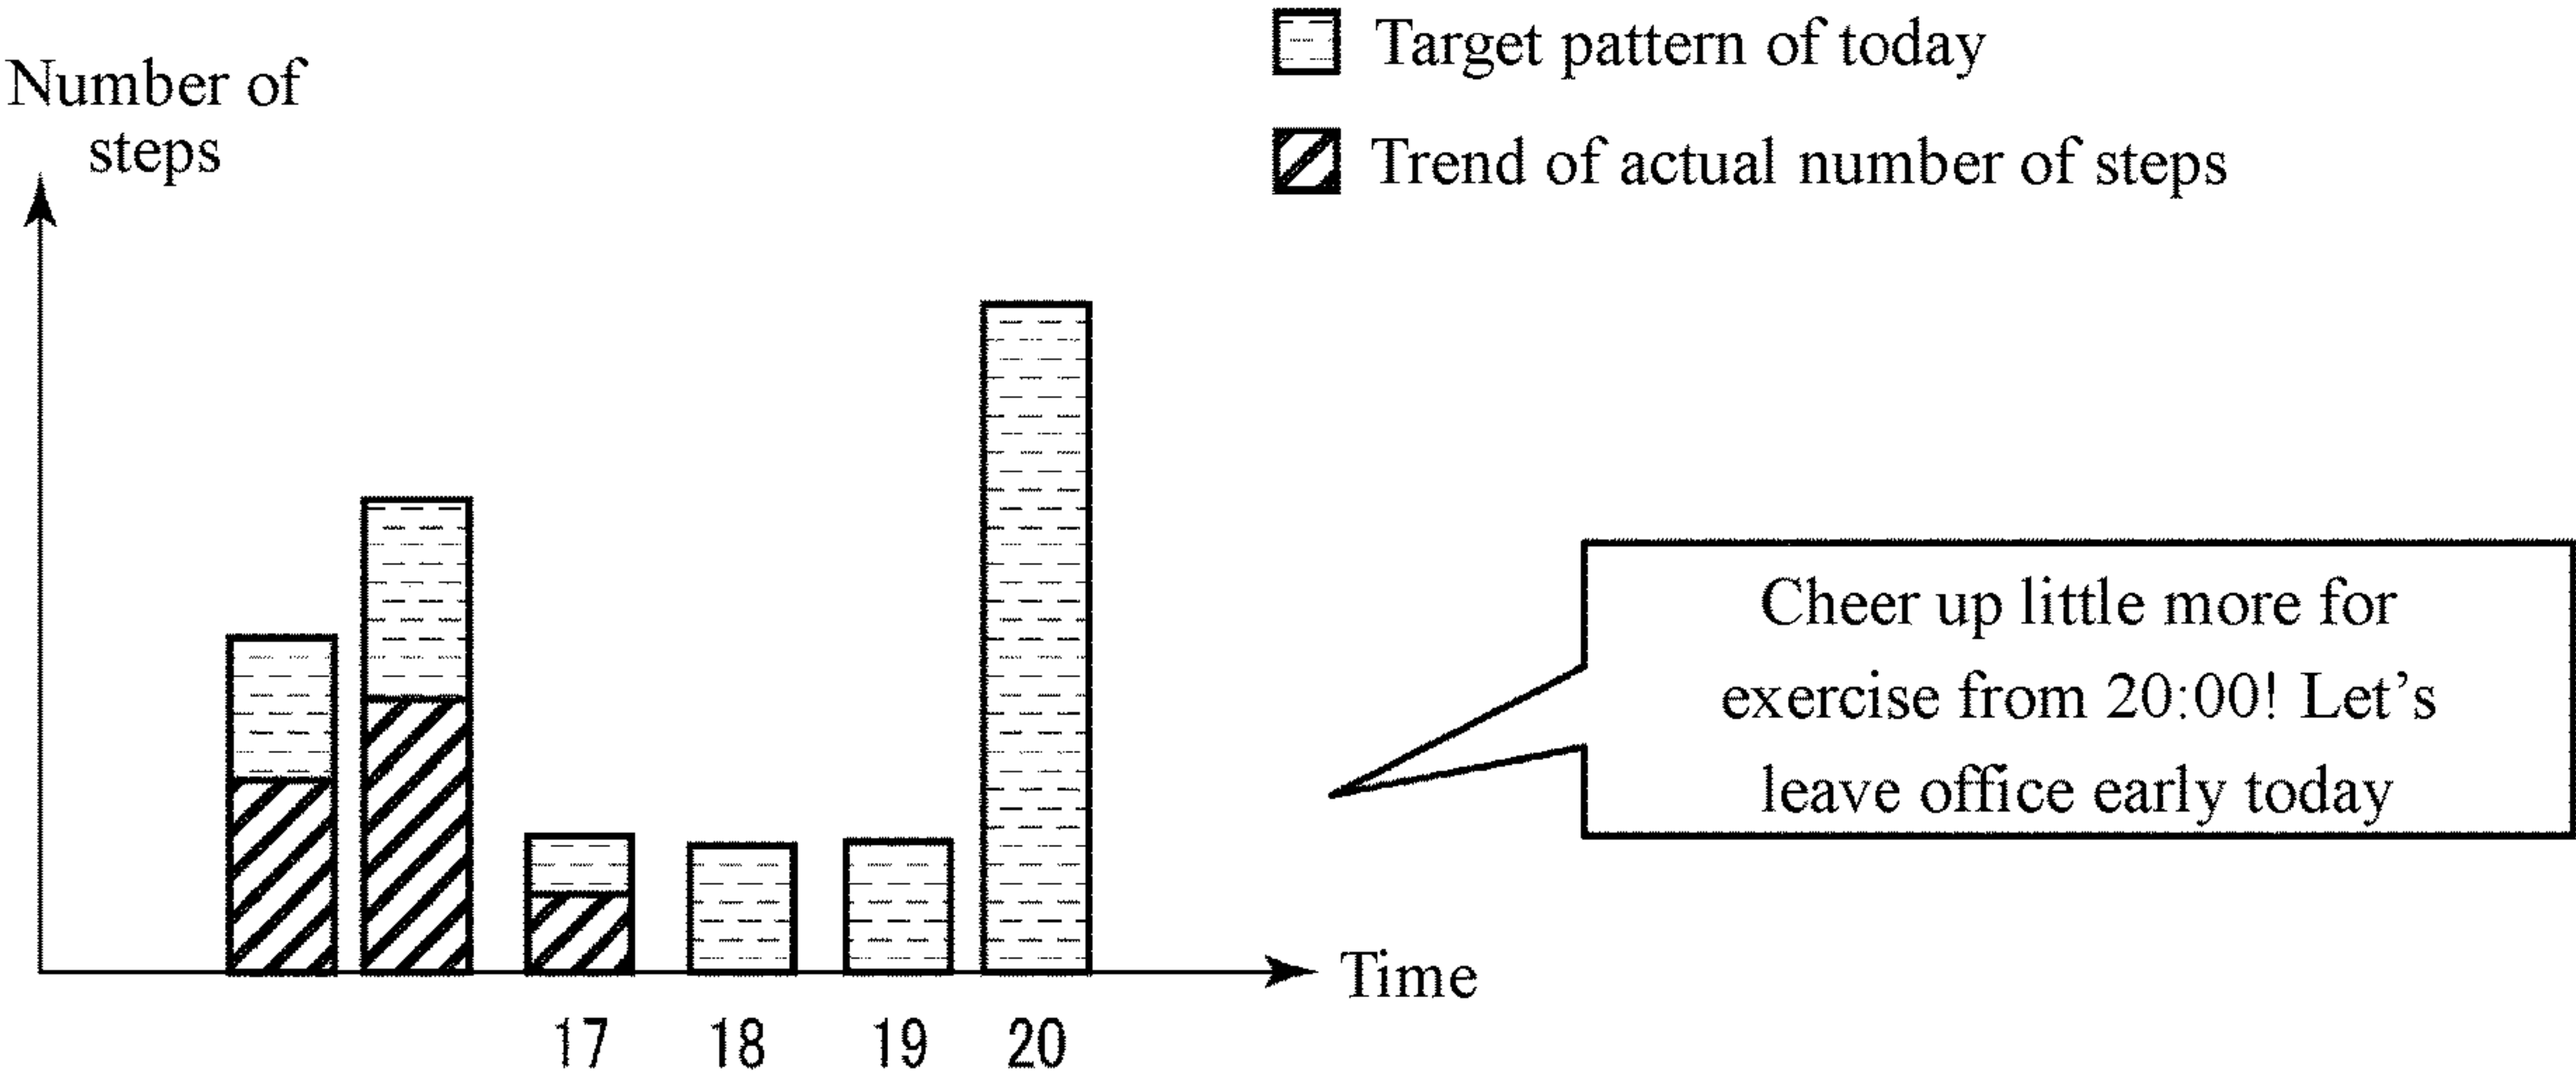 Target pattern of today
Trend of actual number of steps
Number of
steps
Cheer up little more for
exercise from 20:00! Let's
leave office early today
Time
17 18 19 20